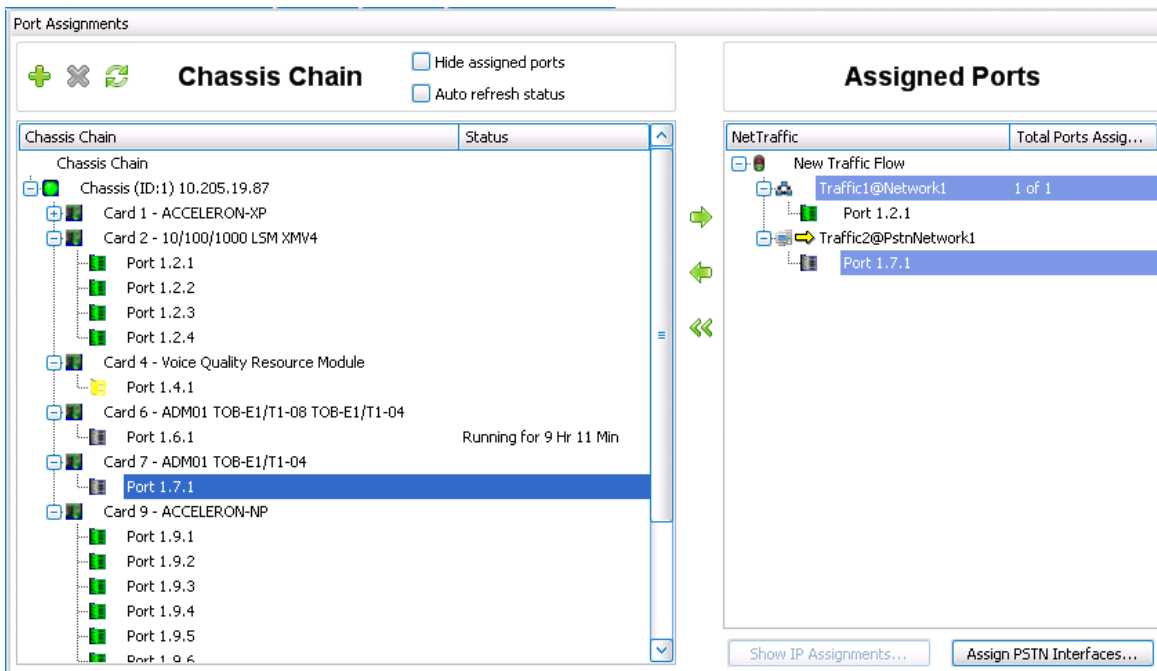 Port Assignments
Chassis Chain
Hide assigned ports
Auto refresh status
Chassis Chain Status
Chassis Chain
Chassis (ID:1) 10.205.19.87
Card 1 - ACCELERON-XP
Card 2 - 10/100/1000 LSM XMV4
Port 1.2.1
Port 1.2.2
Port 1.2.3
Port 1.2.4
Card 4 - Voice Quality Resource Module
Port 1.4.1
Card 6 - ADM01 TOB-E1/T1-08 TOB-E1/T1-04
Port 1.6.1 Running for 9 Hr 11 Min
Card 7 - ADM01 TOB-E1/T1-04
Port 1.7.1
Card 9 - ACCELERON-NP
Port 1.9.1
Port 1.9.2
Port 1.9.3
Port 1.9.4
Port 1.9.5
Port 1.9.6
Assigned Ports
NetTraffic Total Ports Assig...
New Traffic Flow
Traffic1@Network1 1 of 1
Port 1.2.1
Traffic2@PstnNetwork1
Port 1.7.1
Show IP Assignments...
Assign PSTN Interfaces...